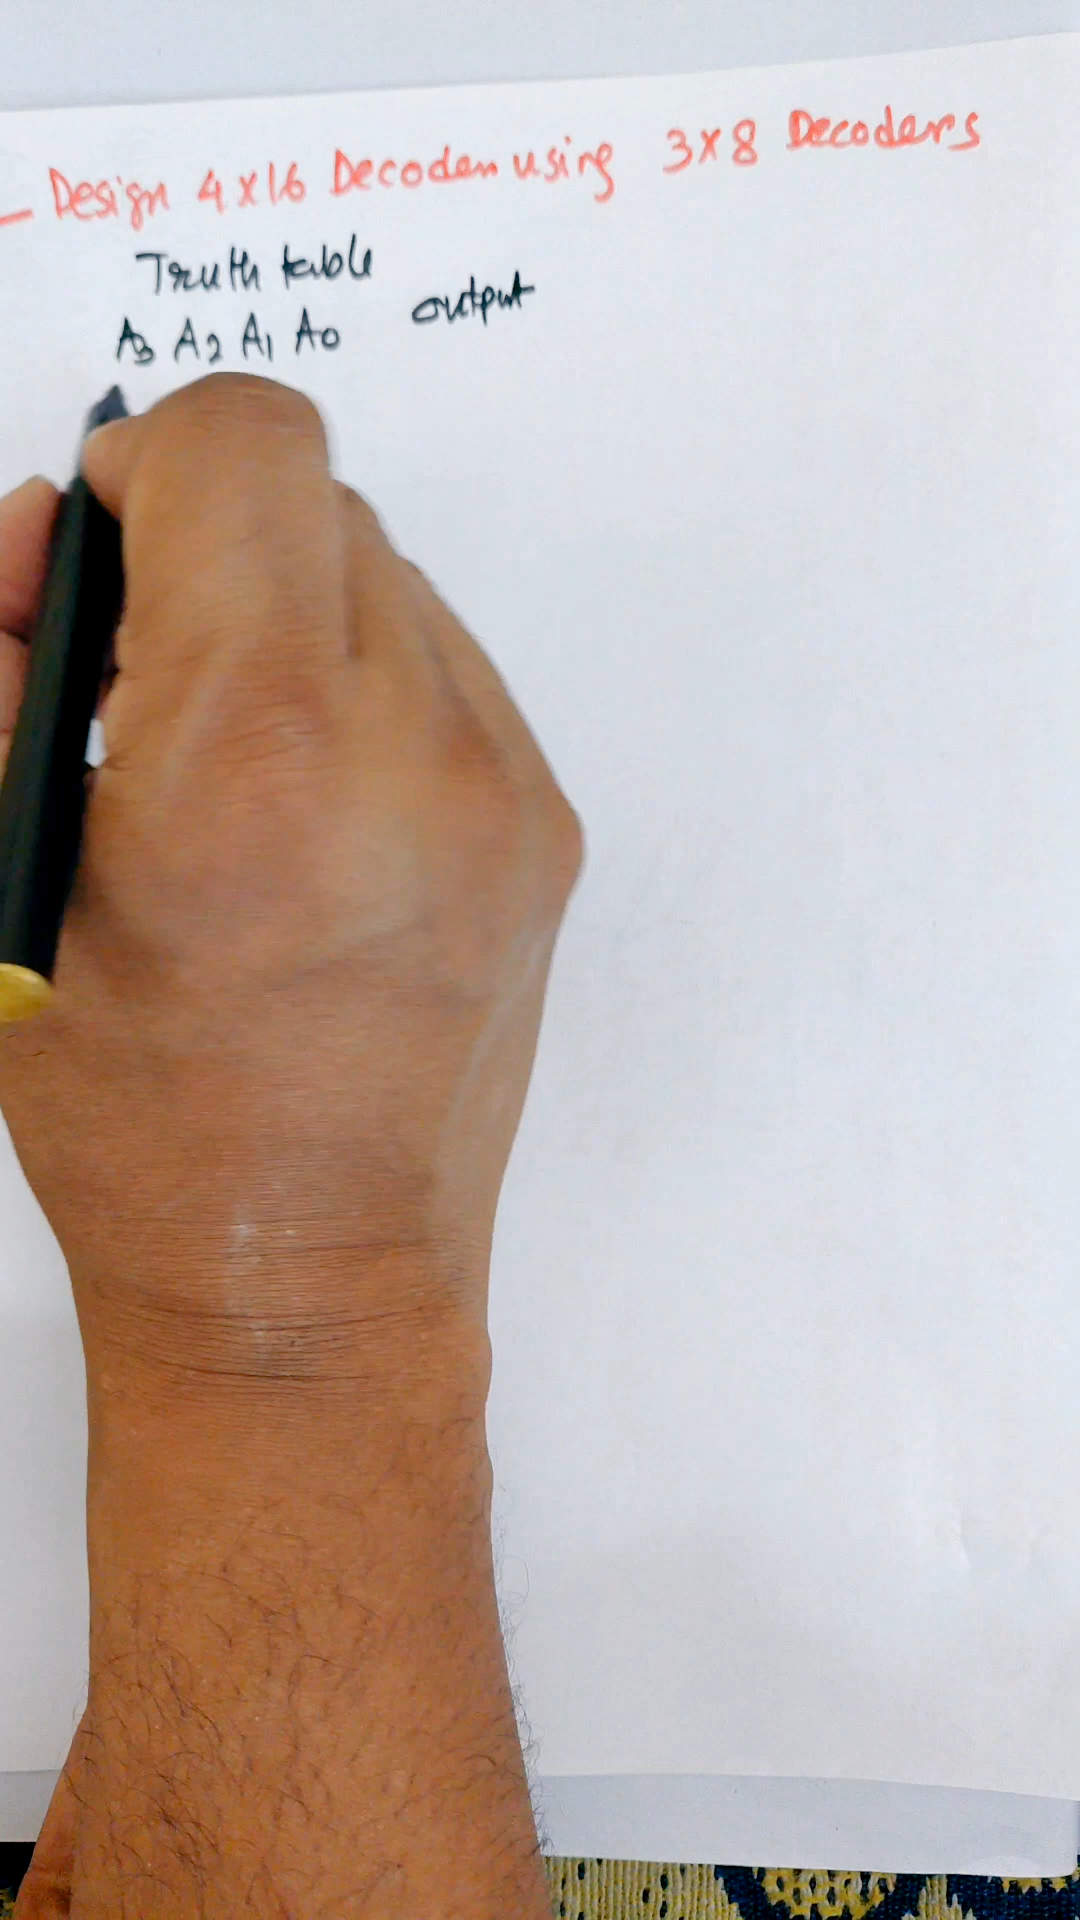 Design 4x16 Decoder using 3x8 Decoders
Truth table
A3 A2 A1 A0 output